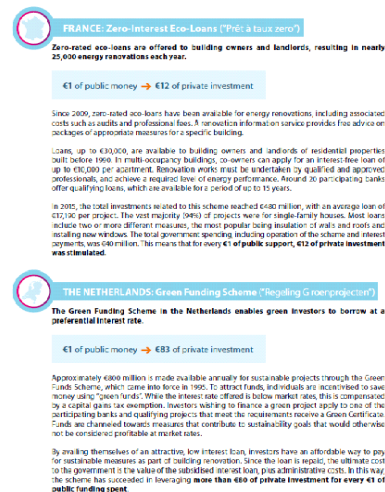 FRANCE: Zero-Interest Eco-Loans ("Prêt à taux zero")
Zero-rated eco-loans are offered to building owners and landlords, resulting in nearly
25,000 energy renovations each year.
€1 of public money → €12 of private investment
Since 2009, zero-rated eco-loans have been available for energy renovations, including associated
costs such as audits and professional fees. A renovation information service provides free advice on
packages of appropriate measures for a specific building.
Loans, up to €30,000, are available to building owners and landlords of residential properties
built before 1990. In multi-occupancy buildings, co-owners can apply for an interest-free loan of
up to €10,000 per apartment. Renovation works must be undertaken by qualified and approved
professionals, and achieve a required level of energy performance. Around 20 participating banks
offer qualifying loans, which are available for a period of up to 15 years.
In 2015, the total investments related to this scheme reached €480 million, with an average loan of
€17,190 per project. The vast majority (94%) of projects were for single-family houses. Most loans
include two or more different measures, the most popular being insulation of walls and roofs and
installing new windows. The total government spending, including operation of the scheme and interest
payments, was €40 million. This means that for every €1 of public support, €12 of private investment
was stimulated.
THE NETHERLANDS: Green Funding Scheme ("Regeling Groenprojecten")
The Green Funding Scheme in the Netherlands enables green investors to borrow at a
preferential interest rate.
€1 of public money → €83 of private investment
Approximately €800 million is made available annually for sustainable projects through the Green
Funds Scheme, which came into force in 1995. To attract funds, individuals are incentivised to save
money using "green funds". While the interest rate offered is below market rates, this is compensated
by a capital gains tax exemption. Investors wishing to finance a green project apply to one of the
participating banks and qualifying projects that meet the requirements receive a Green Certificate.
Funds are channeled towards measures that contribute to sustainability goals that would otherwise
not be considered profitable at market rates.
By availing themselves of an attractive, low interest loan, investors have an affordable way to pay
for sustainable measures as part of building renovation. Since the loan is repaid, the ultimate cost
to the government is the value of the subsidised interest loan, plus administrative costs. In this way,
the scheme has succeeded in leveraging more than €80 of private investment for every €1 of
public funding spent.